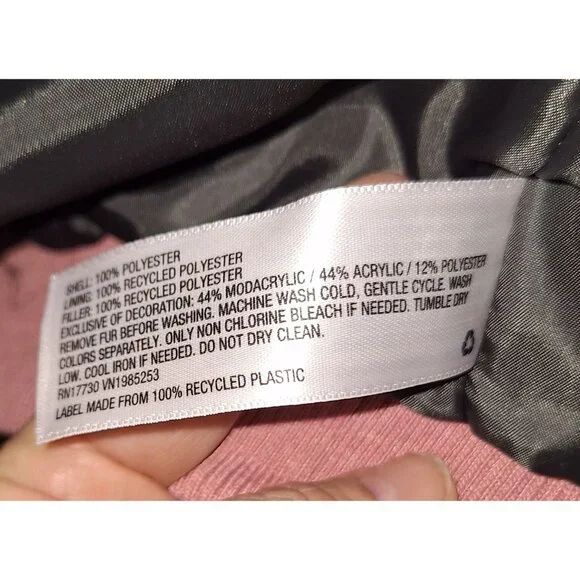 SHELL: 100% POLYESTER
LINING: 100% RECYCLED POLYESTER
FILLER: 100% RECYCLED POLYESTER
EXCLUSIVE OF DECORATION: 44% MODACRYLIC / 44% ACRYLIC / 12% POLYESTER
REMOVE FUR BEFORE WASHING. MACHINE WASH COLD, GENTLE CYCLE. WASH
COLORS SEPARATELY. ONLY NON CHLORINE BLEACH IF NEEDED. TUMBLE DRY
LOW. COOL IRON IF NEEDED. DO NOT DRY CLEAN.
RN17730 VN1985253
LABEL MADE FROM 100% RECYCLED PLASTIC